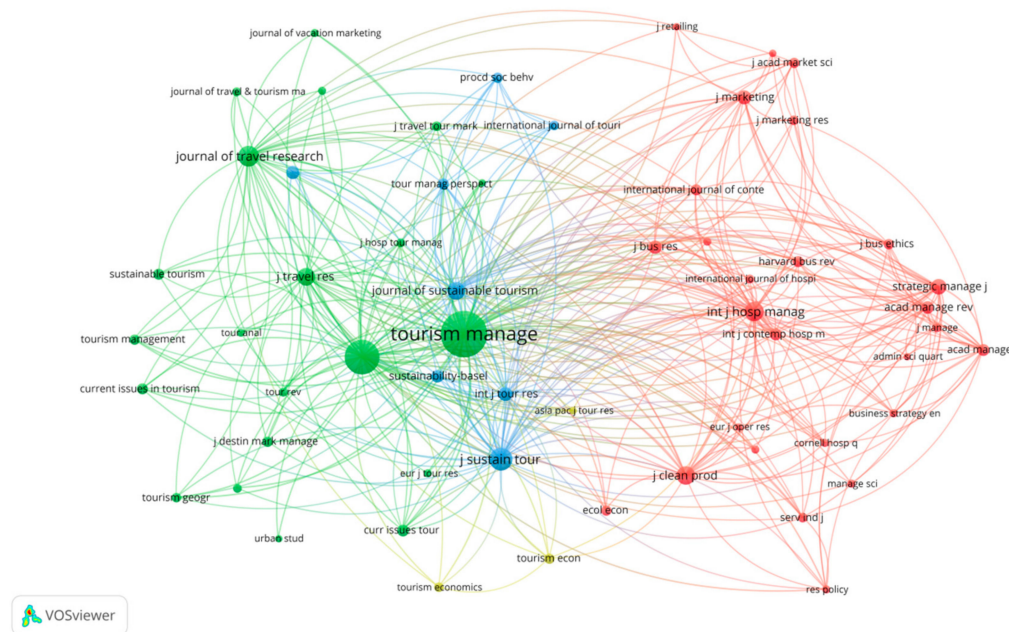 journal of vacation marketing
j retailing
j acad market sci
procd soc behv
journal of travel & tourism ma
j marketing
j travel tour mark
international journal of touri
j marketing res
journal of travel research
tour manag perspect
international journal of conte
j hosp tour manag
j bus res
j bus ethics
harvard bus rev
sustainable tourism
j travel res
international journal of hospi
strategic manage j
journal of sustainable tourism
acad manage rev
int j hosp manag
j manage
tourism manage
tour anal
int j contemp hosp m
tourism management
acad manage
admin sci quart
sustainability-basel
current issues in tourism
tour rev
int j tour res
asia pac j tour res
business strategy en
eur j oper res
j destin mark manage
cornell hosp q
j sustain tour
eur j tour res
j clean prod
manage sci
tourism geogr
ecol econ
serv ind j
curr issues tour
urban stud
tourism econ
tourism economics
res policy
VOSviewer